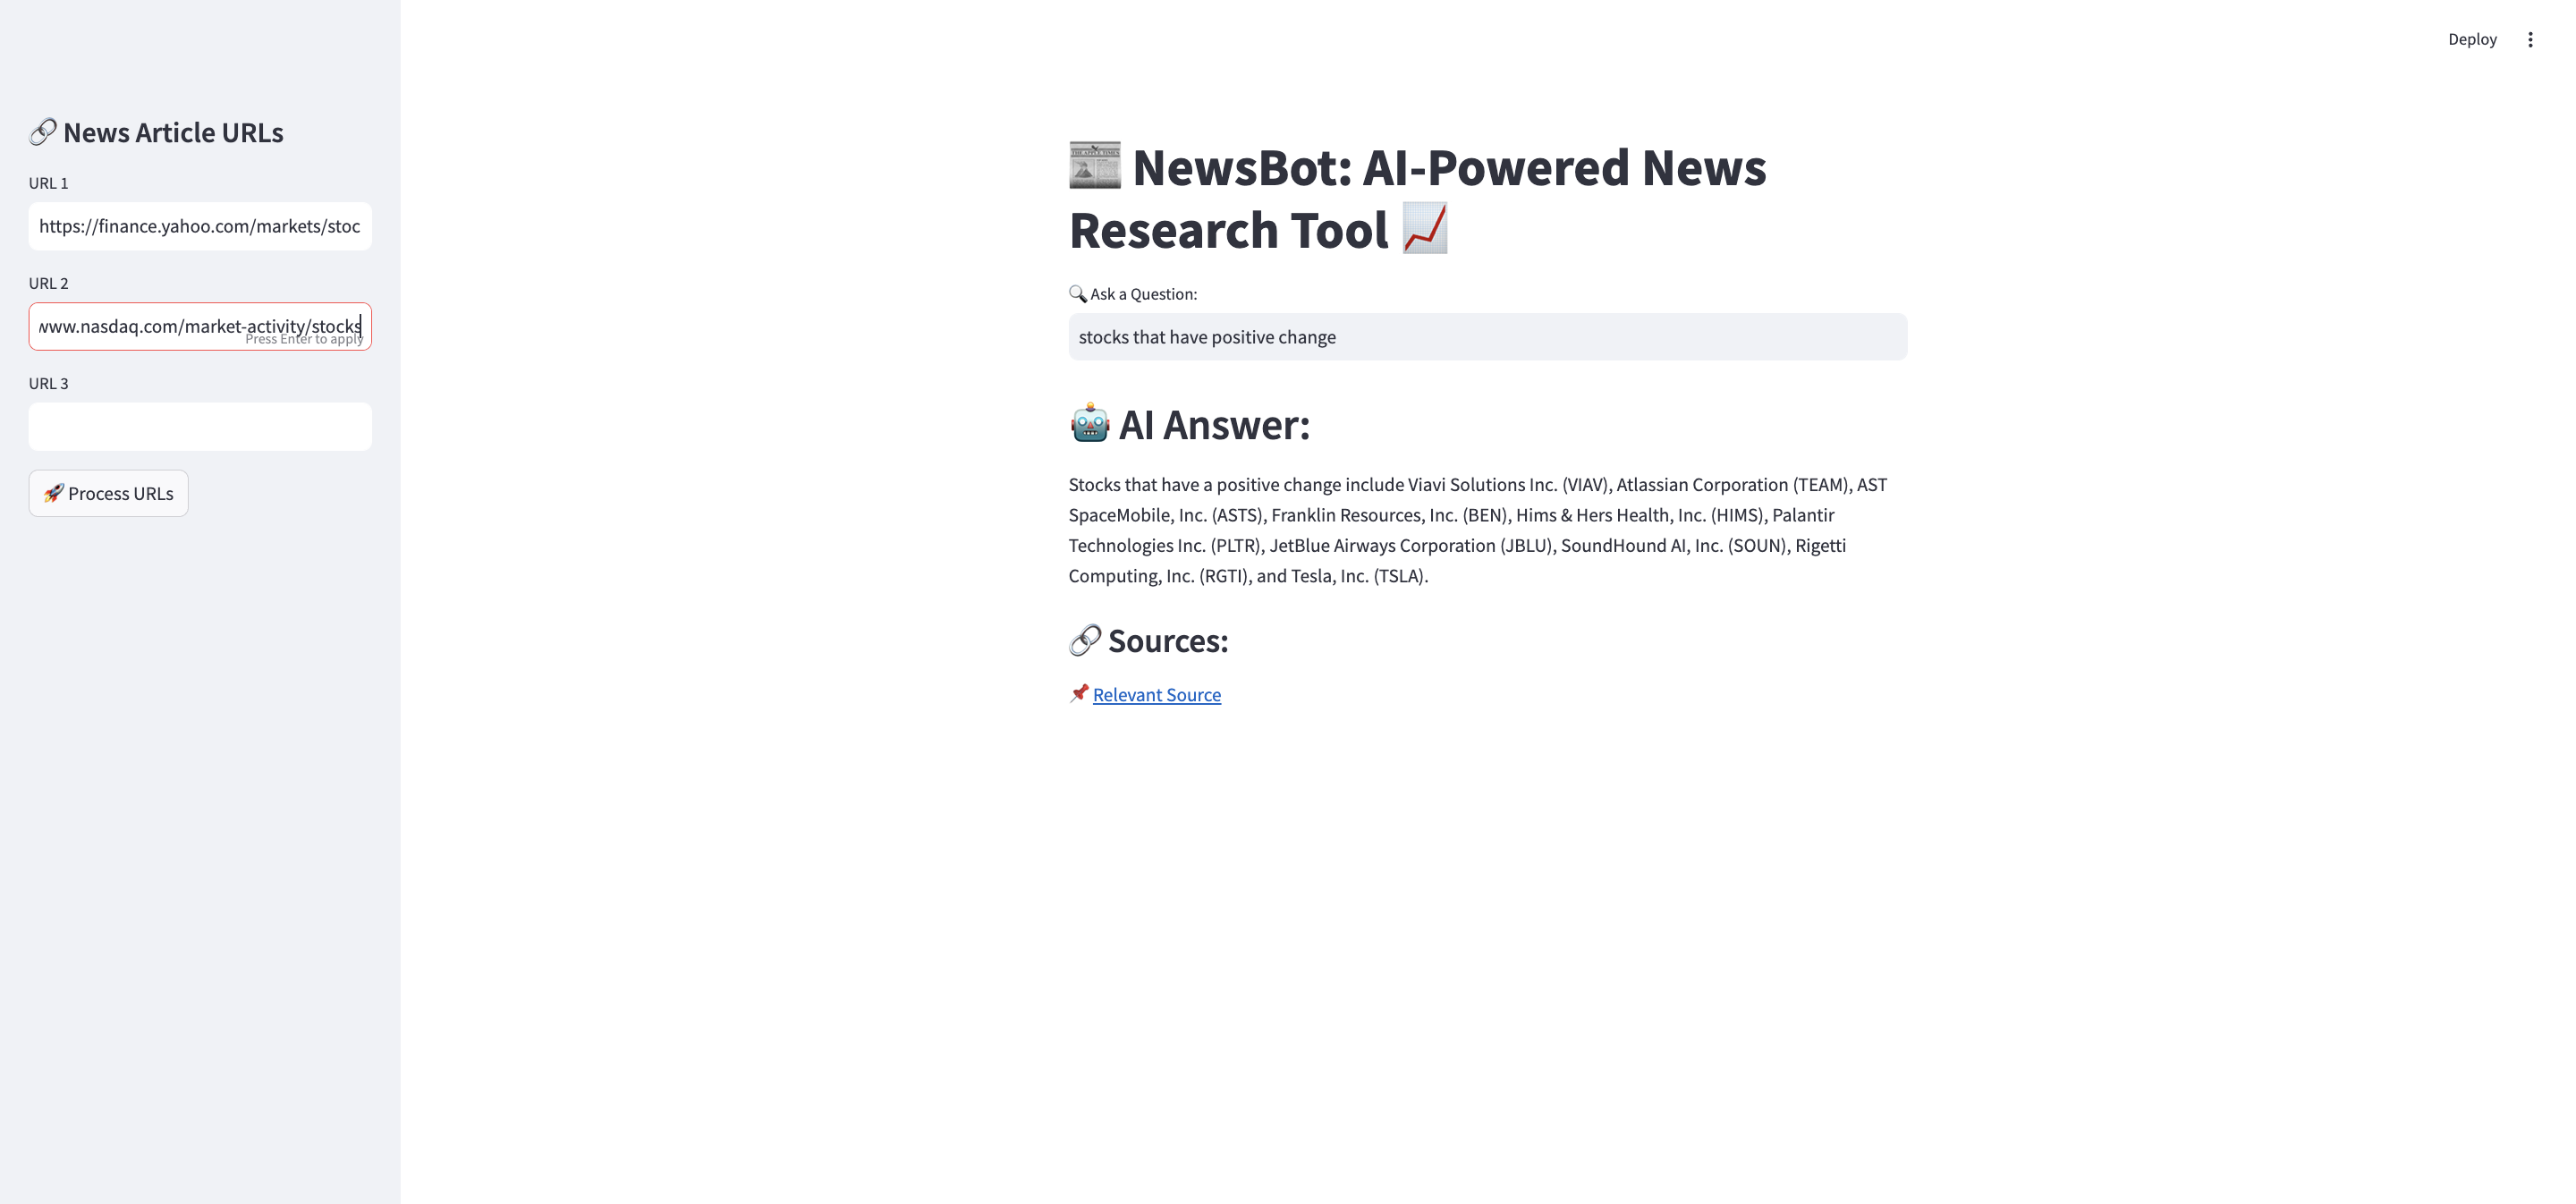 Deploy
News Article URLs
URL 1
https://finance.yahoo.com/markets/stoc
URL 2
www.nasdaq.com/market-activity/stocks
Press Enter to apply
URL 3
Process URLs
NewsBot: AI-Powered News
Research Tool
Ask a Question:
stocks that have positive change
AI Answer:
Stocks that have a positive change include Viavi Solutions Inc. (VIAV), Atlassian Corporation (TEAM), AST
SpaceMobile, Inc. (ASTS), Franklin Resources, Inc. (BEN), Hims & Hers Health, Inc. (HIMS), Palantir
Technologies Inc. (PLTR), JetBlue Airways Corporation (JBLU), SoundHound AI, Inc. (SOUN), Rigetti
Computing, Inc. (RGTI), and Tesla, Inc. (TSLA).
Sources:
Relevant Source